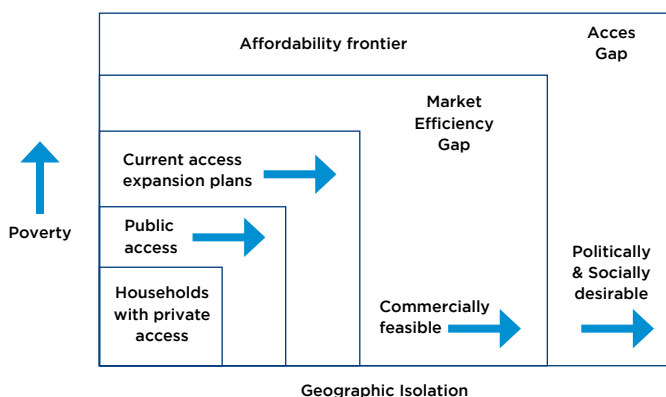 Affordability frontier
Acces
Gap
Market
Efficiency
Gap
Current access
expansion plans
Poverty
Public
access
Households
with private
access
Commercially
feasible
Politically
& Socially
desirable
Geographic Isolation